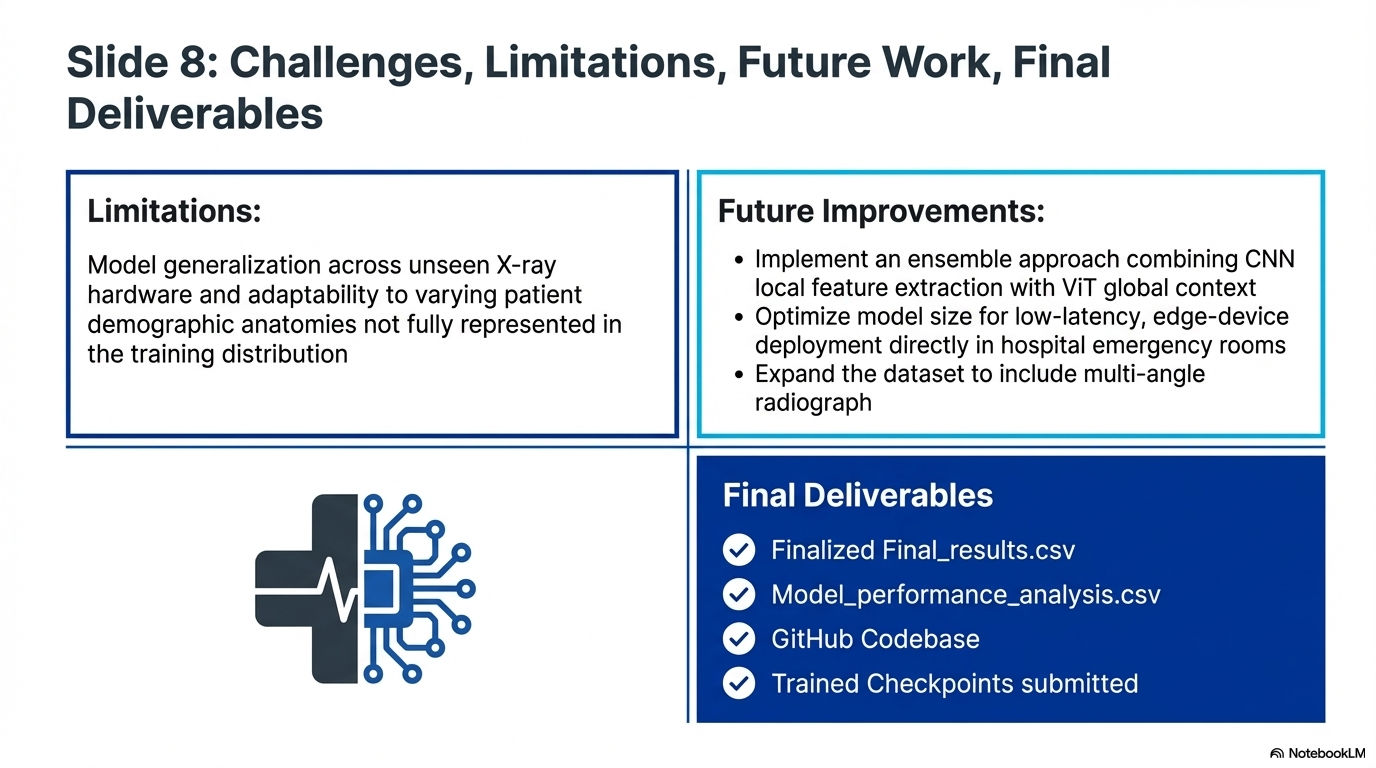 Slide 8: Challenges, Limitations, Future Work, Final
Deliverables
Limitations:
Model generalization across unseen X-ray
hardware and adaptability to varying patient
demographic anatomies not fully represented in
the training distribution
Future Improvements:
• Implement an ensemble approach combining CNN
local feature extraction with ViT global context
• Optimize model size for low-latency, edge-device
deployment directly in hospital emergency rooms
• Expand the dataset to include multi-angle
radiograph
Final Deliverables
Finalized Final_results.csv
Model_performance_analysis.csv
GitHub Codebase
Trained Checkpoints submitted
NotebookLM